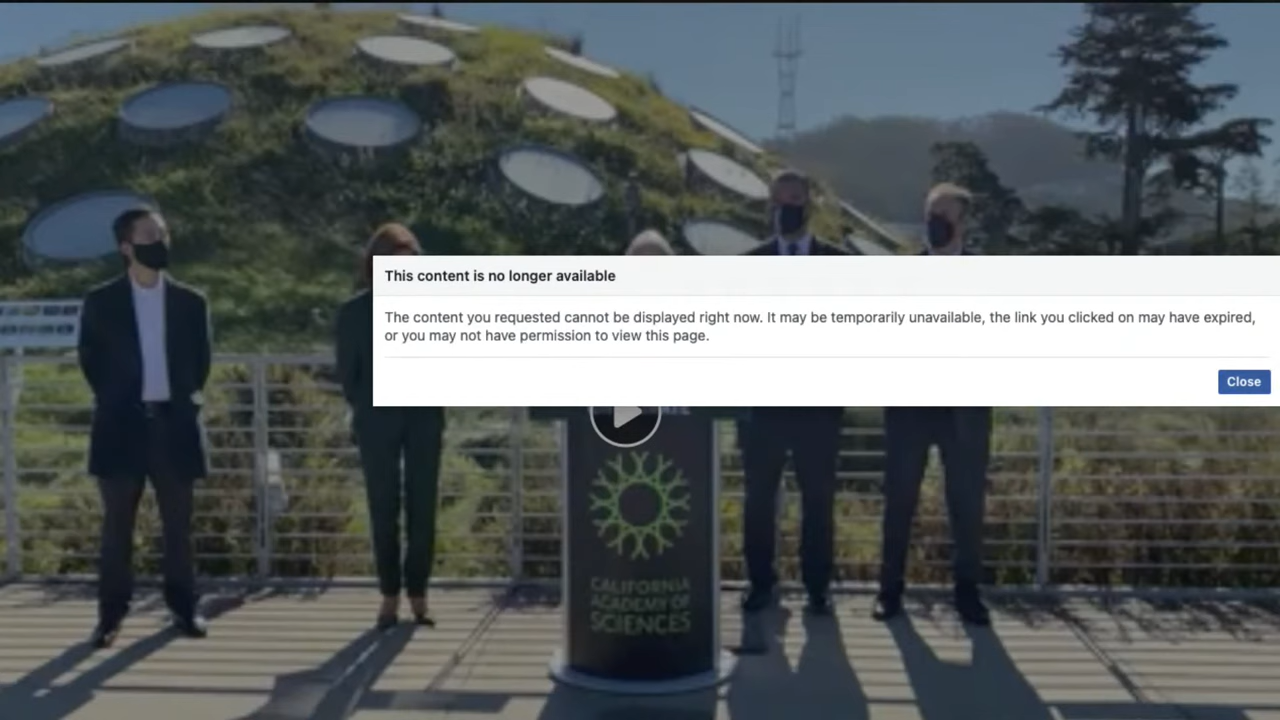 This content is no longer available
The content you requested cannot be displayed right now. It may be temporarily unavailable, the link you clicked on may have expired,
or you may not have permission to view this page.
Close
CALIFORNIA
ACADEMY OF
SCIENCES